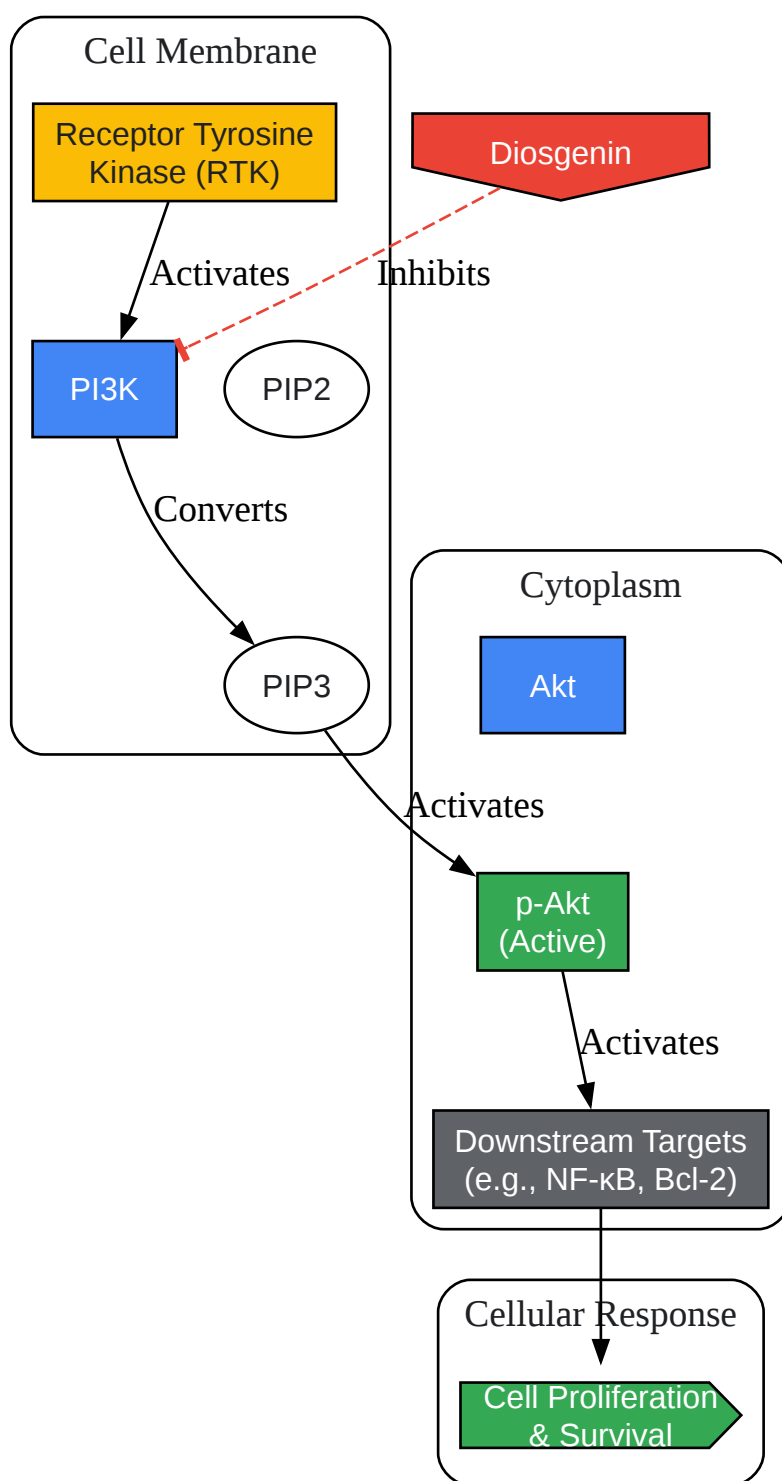 Cell Membrane
Receptor Tyrosine
Kinase (RTK)
Diosgenin
Activates
Inhibits
PI3K
PIP2
Converts
Cytoplasm
PIP3
Akt
Activates
p-Akt
(Active)
Activates
Downstream Targets
(e.g., NF-κB, Bcl-2)
Cellular Response
Cell Proliferation
& Survival